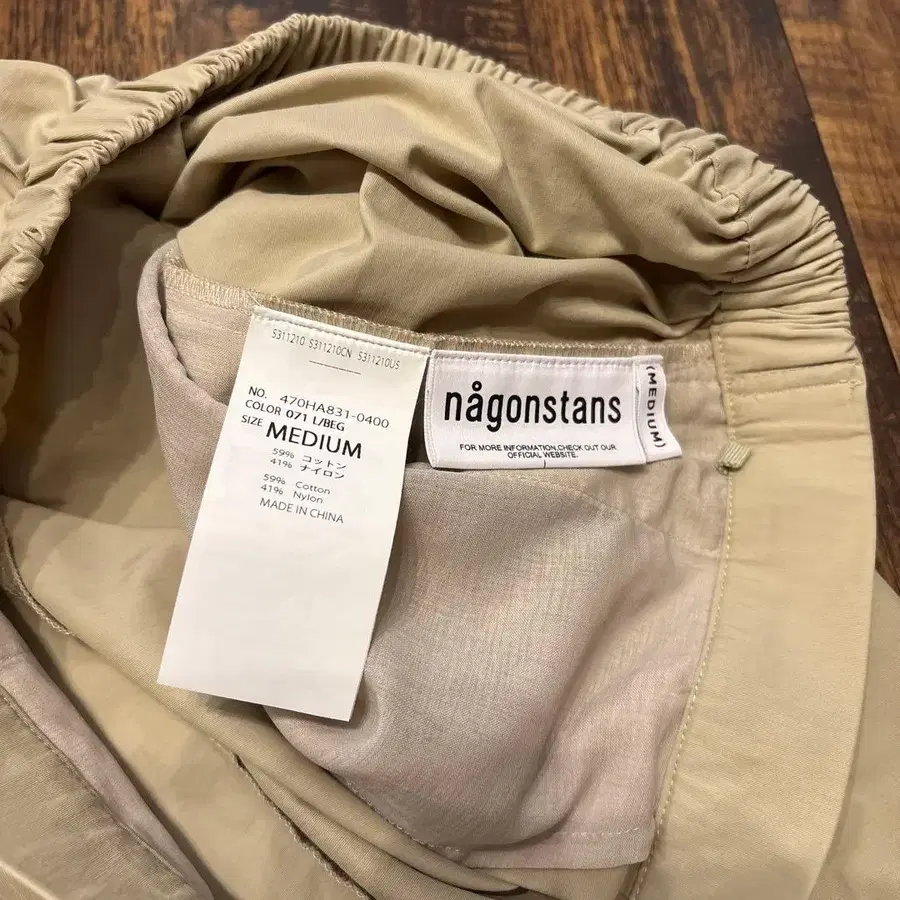 S311210 S311210CN S311210US
NO. 470HA831-0400
COLOR 071 L/BEG
SIZE MEDIUM
59% コットン
41% ナイロン
59% Cotton
41% Nylon
MADE IN CHINA
någonstans
FOR MORE INFORMATION,CHECK OUT OUR
OFFICIAL WEBSITE.
(MEDIUM)